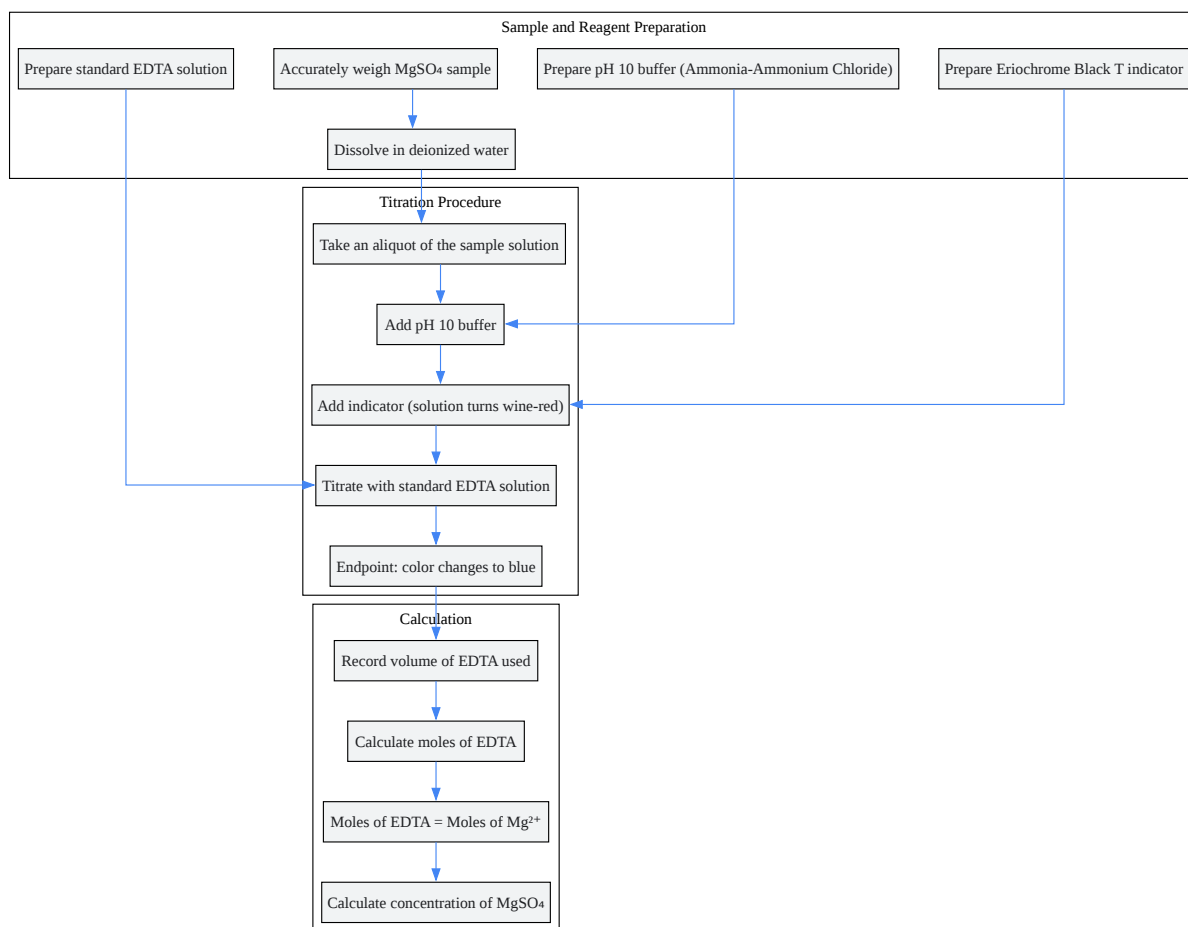 Sample and Reagent Preparation
Prepare standard EDTA solution
Accurately weigh MgSO₄ sample
Prepare pH 10 buffer (Ammonia-Ammonium Chloride)
Prepare Eriochrome Black T indicator
Dissolve in deionized water
Titration Procedure
Take an aliquot of the sample solution
Add pH 10 buffer
Add indicator (solution turns wine-red)
Titrate with standard EDTA solution
Endpoint: color changes to blue
Calculation
Record volume of EDTA used
Calculate moles of EDTA
Moles of EDTA = Moles of Mg²⁺
Calculate concentration of MgSO₄